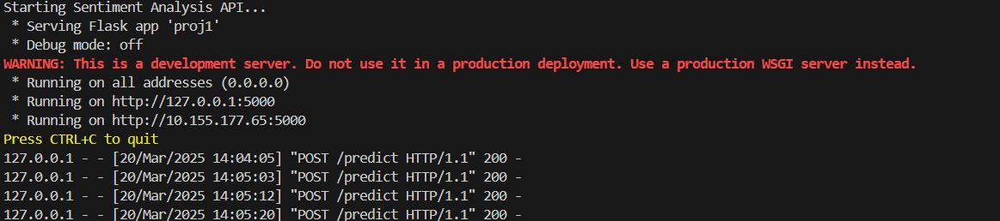 Starting Sentiment Analysis API...
 * Serving Flask app 'proj1'
 * Debug mode: off
WARNING: This is a development server. Do not use it in a production deployment. Use a production WSGI server instead.
 * Running on all addresses (0.0.0.0)
 * Running on http://127.0.0.1:5000
 * Running on http://10.155.177.65:5000
Press CTRL+C to quit
127.0.0.1 - - [20/Mar/2025 14:04:05] "POST /predict HTTP/1.1" 200 -
127.0.0.1 - - [20/Mar/2025 14:05:03] "POST /predict HTTP/1.1" 200 -
127.0.0.1 - - [20/Mar/2025 14:05:12] "POST /predict HTTP/1.1" 200 -
127.0.0.1 - - [20/Mar/2025 14:05:20] "POST /predict HTTP/1.1" 200 -